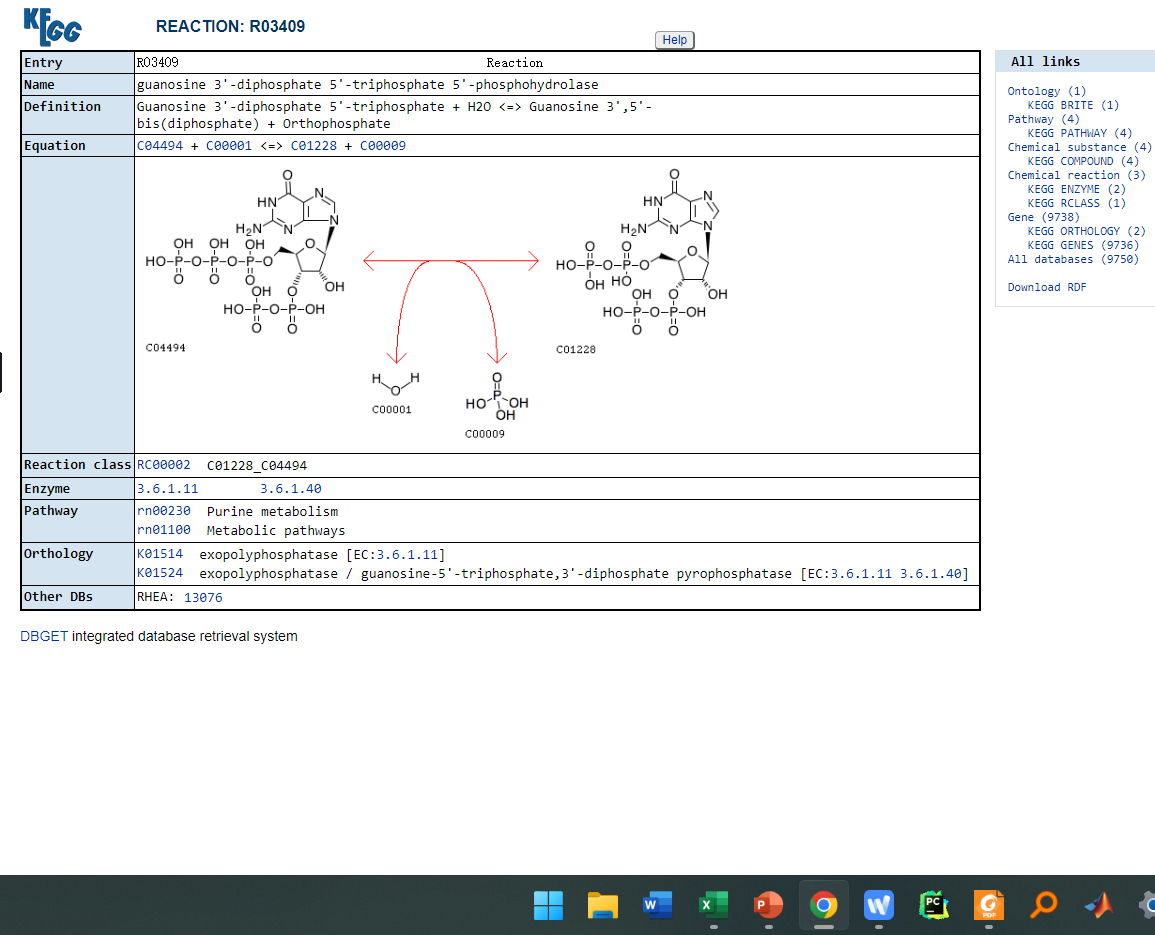 KEGG
REACTION: R03409
Help
Entry R03409 Reaction
Name guanosine 3'-diphosphate 5'-triphosphate 5'-phosphohydrolase
Definition Guanosine 3'-diphosphate 5'-triphosphate + H2O <=> Guanosine 3',5'-
bis(diphosphate) + Orthophosphate
Equation C04494 + C00001 <=> C01228 + C00009
O
HN N
H2N N N
OH OH OH
HO-P-O-P-O-P-O O
O O O
OH O OH
HO-P-O-P-OH
O O
C04494
O
HN N
H2N N N
O O O
HO-P-O-P-O
OH HO
OH O OH
HO-P-O-P-OH
O O
C01228
H H
O
C00001
O
HO-P-OH
OH
C00009
Reaction class RC00002 C01228_C04494
Enzyme 3.6.1.11 3.6.1.40
Pathway rn00230 Purine metabolism
rn01100 Metabolic pathways
Orthology K01514 exopolyphosphatase [EC:3.6.1.11]
K01524 exopolyphosphatase / guanosine-5'-triphosphate,3'-diphosphate pyrophosphatase [EC:3.6.1.11 3.6.1.40]
Other DBs RHEA: 13076
DBGET integrated database retrieval system
All links
Ontology (1)
KEGG BRITE (1)
Pathway (4)
KEGG PATHWAY (4)
Chemical substance (4)
KEGG COMPOUND (4)
Chemical reaction (3)
KEGG ENZYME (2)
KEGG RCLASS (1)
Gene (9738)
KEGG ORTHOLOGY (2)
KEGG GENES (9736)
All databases (9750)
Download RDF
W X P W PC G PDF